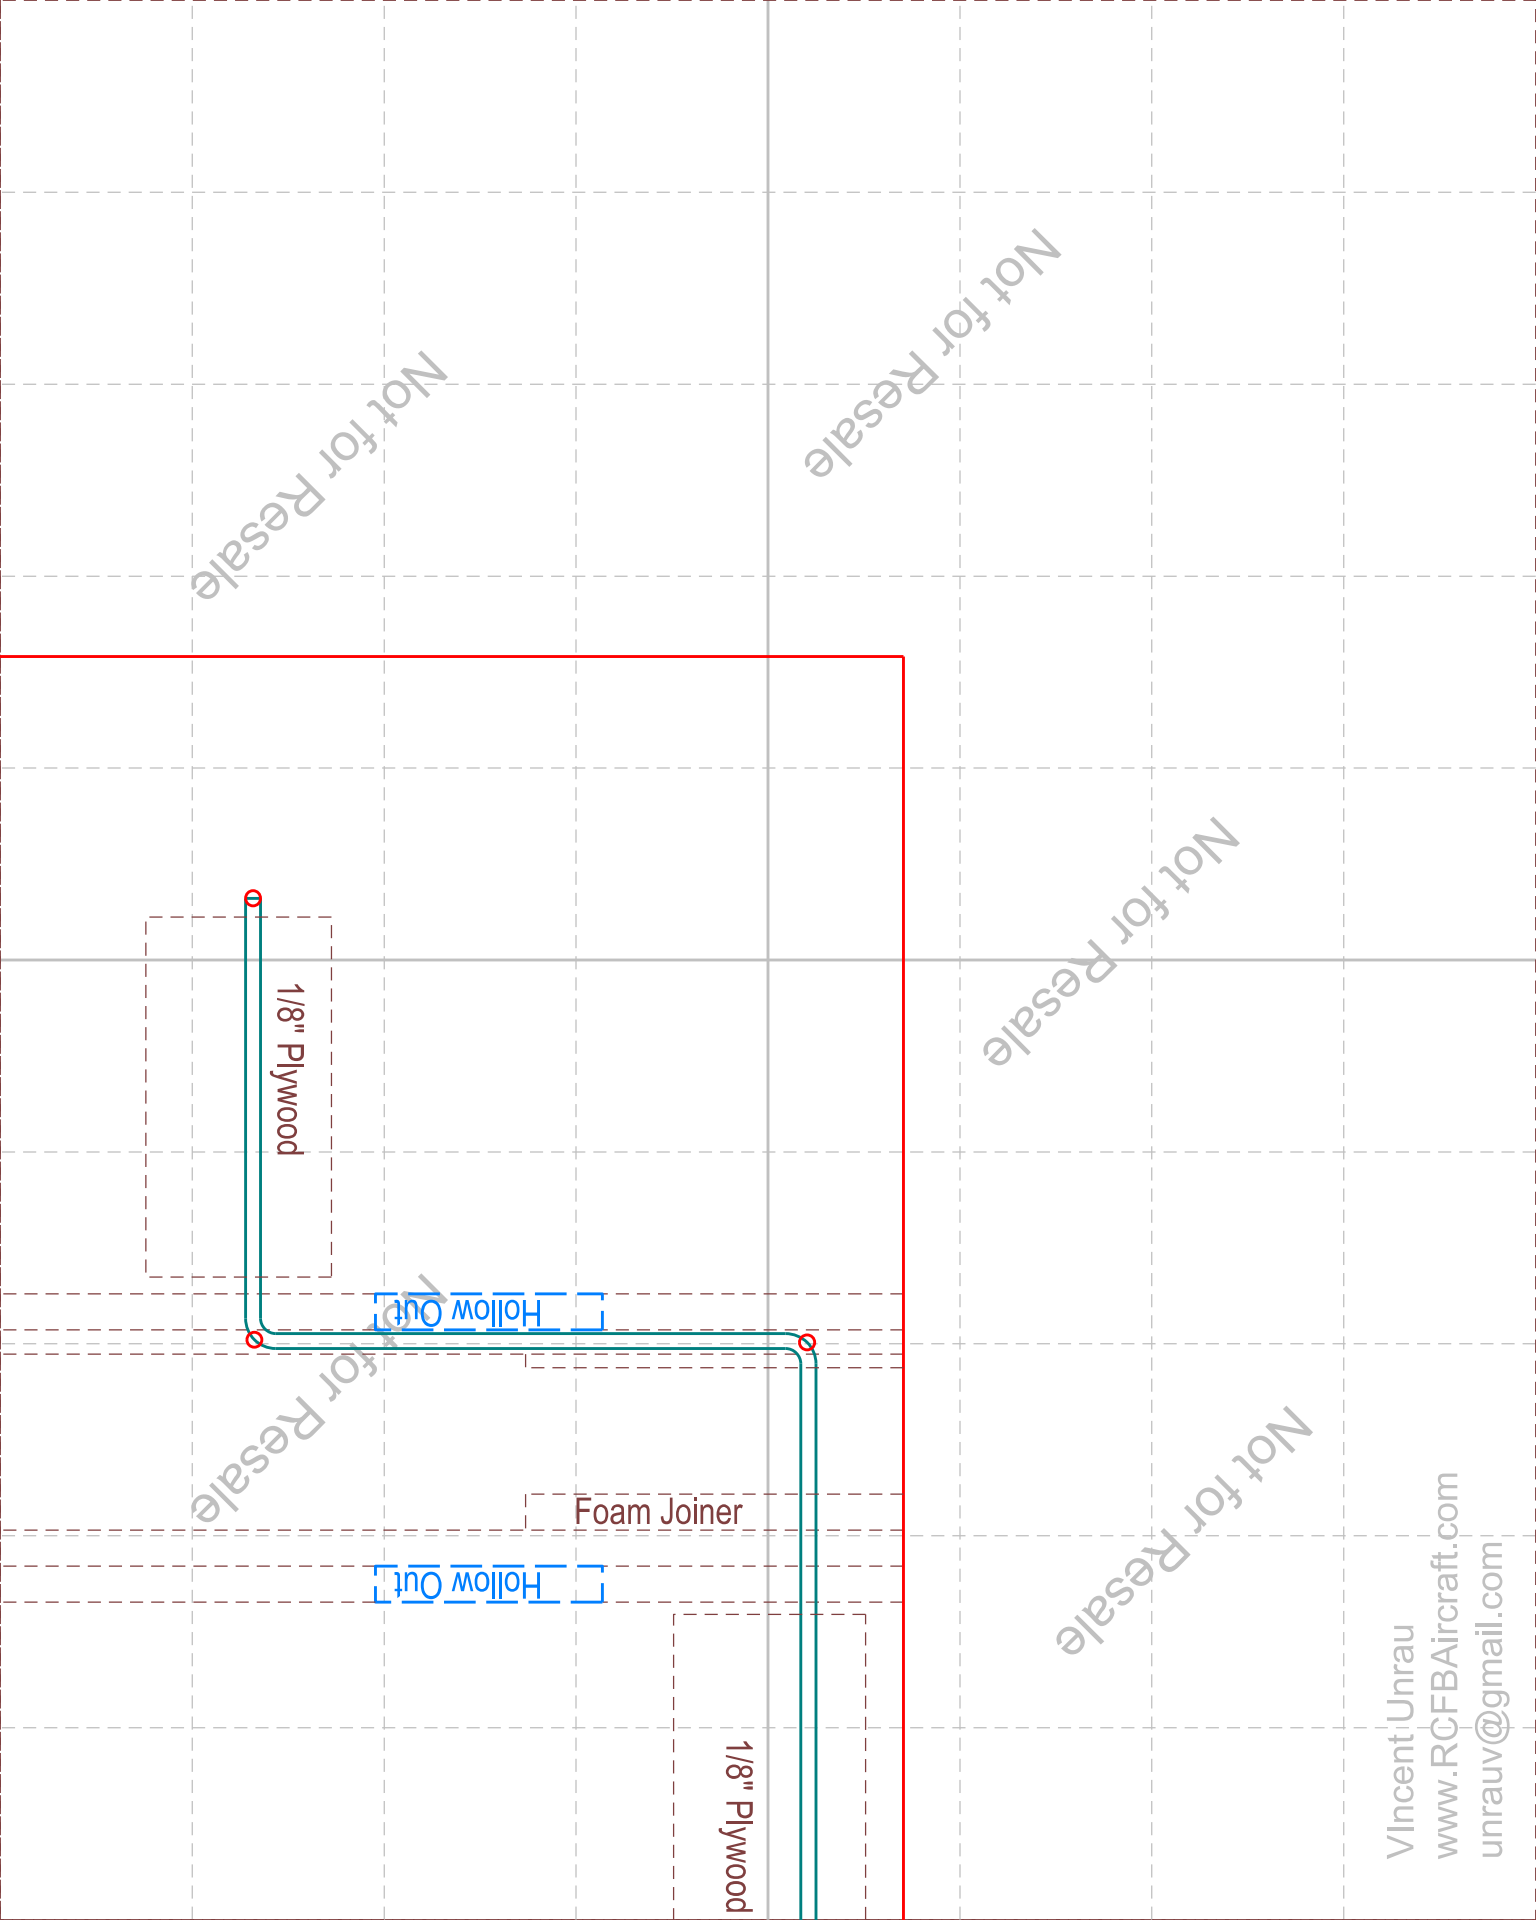 Not for Resale
Not for Resale
Not for Resale
1/8" Plywood
Hollow Out
Not for Resale
Foam Joiner
Hollow Out
Not for Resale
1/8" Plywood
VIncent Unrau
www.RCFBAircraft.com
unrauv@gmail.com